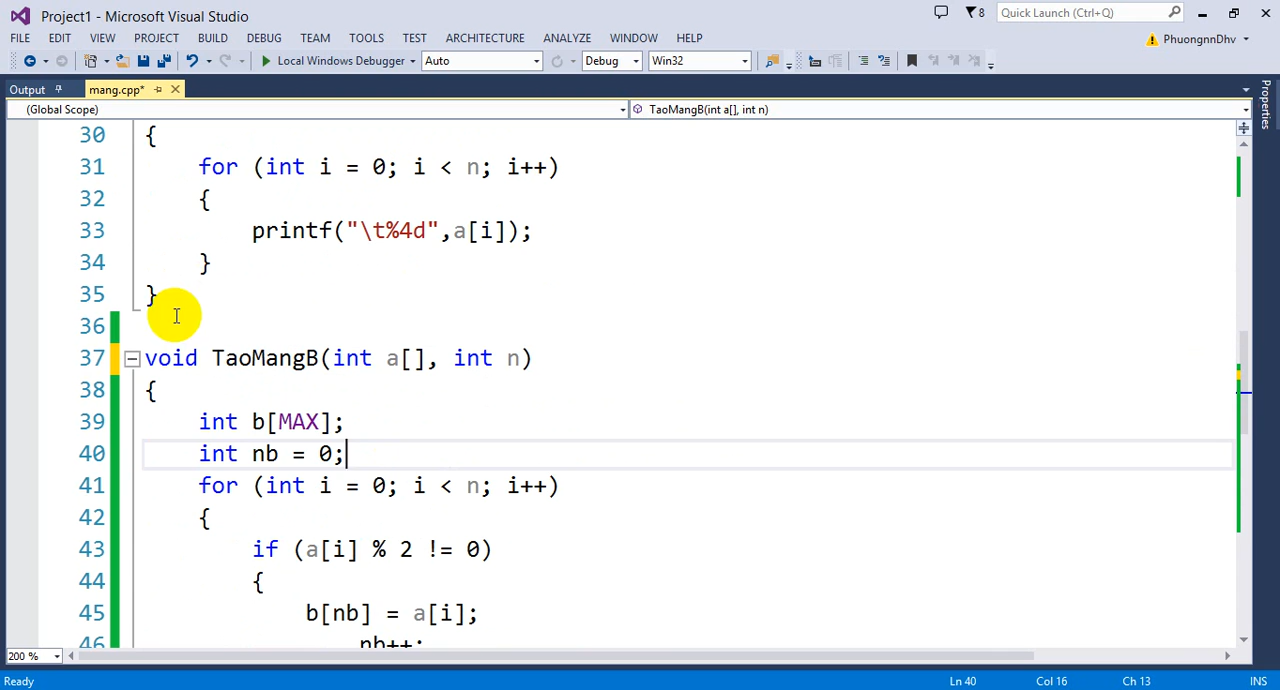 Project1 - Microsoft Visual Studio
8
Quick Launch (Ctrl+Q)
FILE EDIT VIEW PROJECT BUILD DEBUG TEAM TOOLS TEST ARCHITECTURE ANALYZE WINDOW HELP
PhuongnnDhv
Local Windows Debugger Auto Debug Win32
Output mang.cpp*
(Global Scope) TaoMangB(int a[], int n)
Properties
30 {
31 for (int i = 0; i < n; i++)
32 {
33 printf("\t%4d",a[i]);
34 }
35 }
36
37 void TaoMangB(int a[], int n)
38 {
39 int b[MAX];
40 int nb = 0;
41 for (int i = 0; i < n; i++)
42 {
43 if (a[i] % 2 != 0)
44 {
45 b[nb] = a[i];
46 nb++;
200 %
Ready Ln 40 Col 16 Ch 13 INS